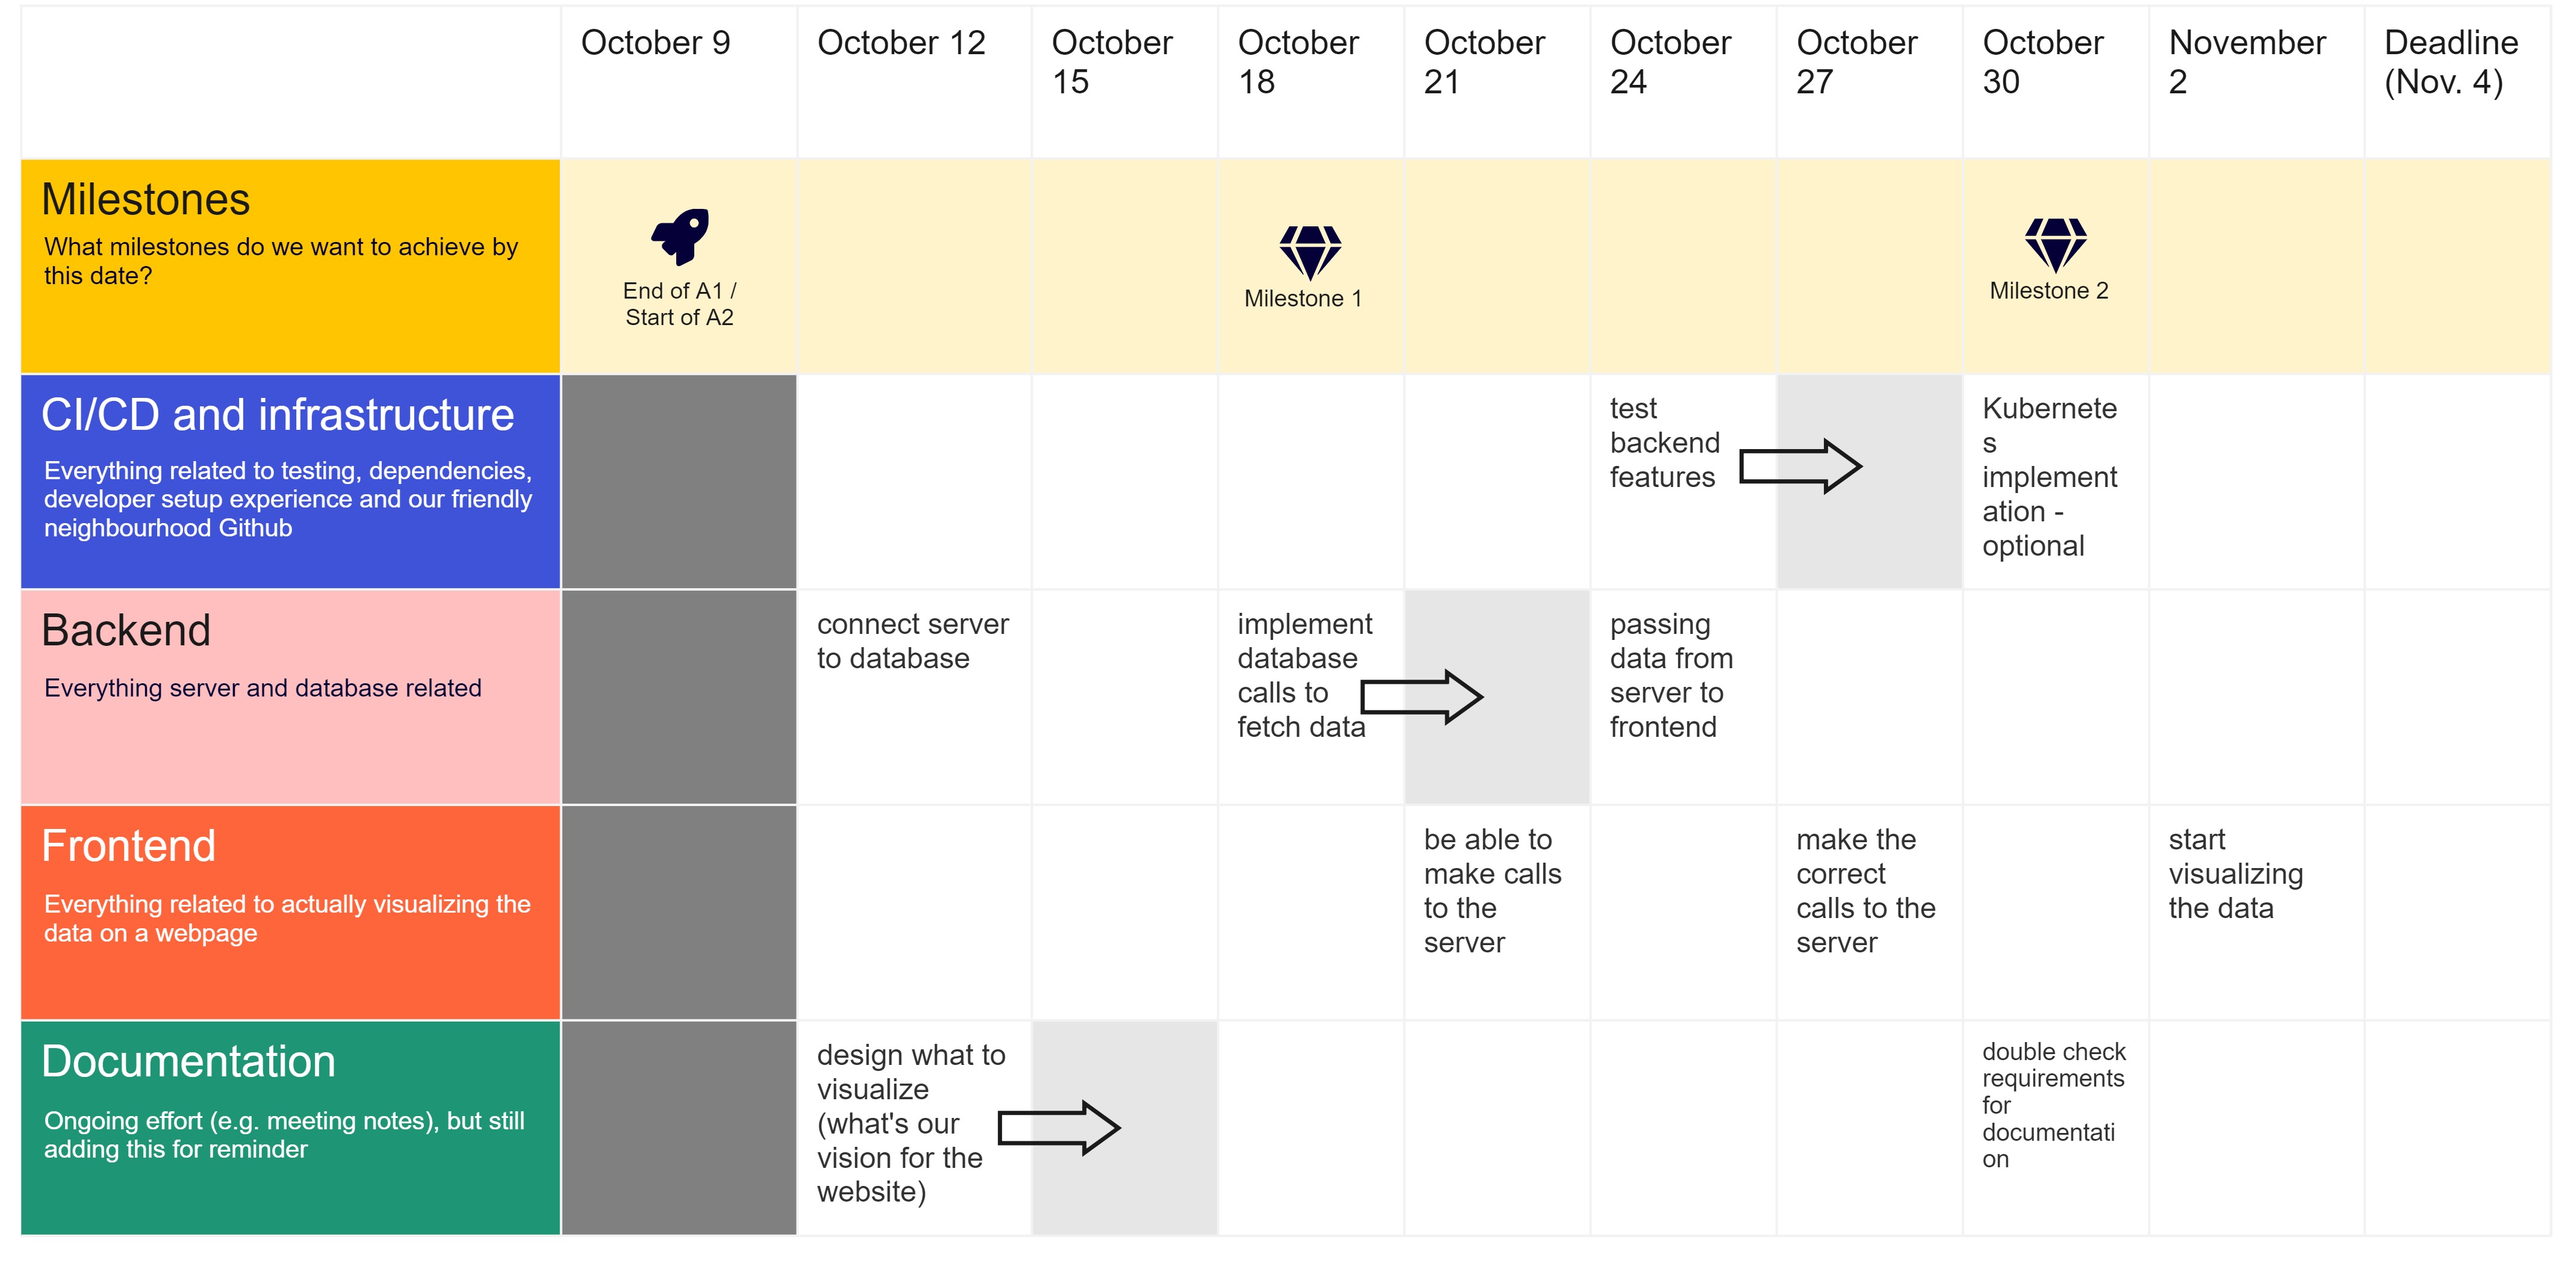 October 9
October 12
October
15
October
18
October
21
October
24
October
27
October
30
November
2
Deadline
(Nov. 4)
Milestones
What milestones do we want to achieve by
this date?
End of A1 /
Start of A2
Milestone 1
Milestone 2
CI/CD and infrastructure
Everything related to testing, dependencies,
developer setup experience and our friendly
neighbourhood Github
test
backend
features
Kubernete
s
implement
ation -
optional
Backend
Everything server and database related
connect server
to database
implement
database
calls to
fetch data
passing
data from
server to
frontend
Frontend
Everything related to actually visualizing the
data on a webpage
be able to
make calls
to the
server
make the
correct
calls to the
server
start
visualizing
the data
Documentation
Ongoing effort (e.g. meeting notes), but still
adding this for reminder
design what to
visualize
(what's our
vision for the
website)
double check
requirements
for
documentati
on